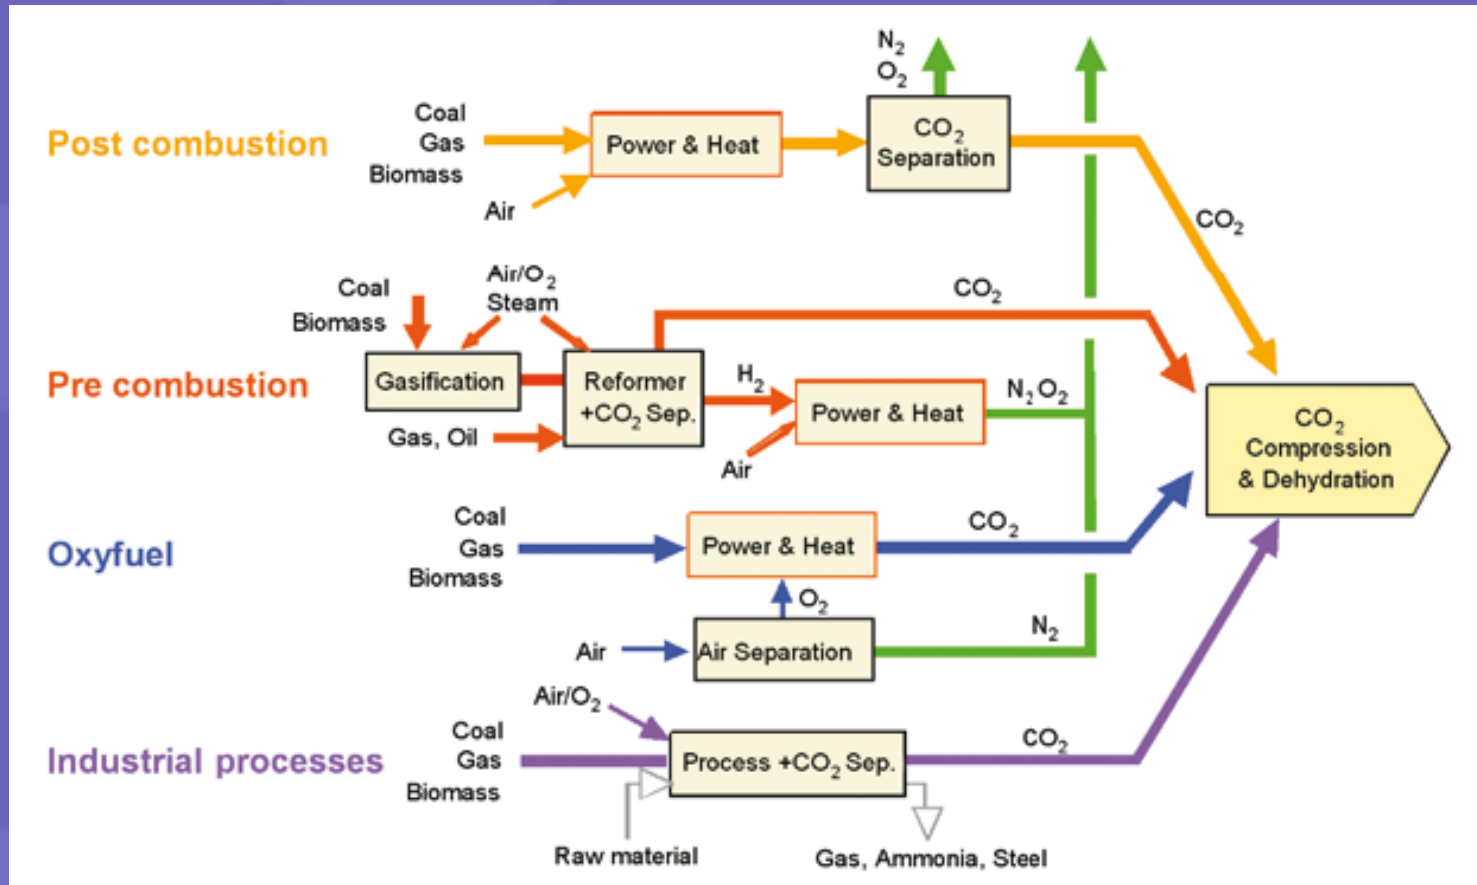 Post combustion
Coal
Gas
Biomass
Air
Power & Heat
N₂
O₂
CO₂
Separation
CO₂
Pre combustion
Coal
Biomass
Air/O₂
Steam
Gasification
Gas, Oil
Reformer
+CO₂ Sep.
H₂
Air
Power & Heat
CO₂
N₂O₂
CO₂
Compression
& Dehydration
Oxyfuel
Coal
Gas
Biomass
Power & Heat
CO₂
O₂
Air
Air Separation
N₂
Industrial processes
Air/O₂
Coal
Gas
Biomass
Process +CO₂ Sep.
CO₂
Raw material
Gas, Ammonia, Steel